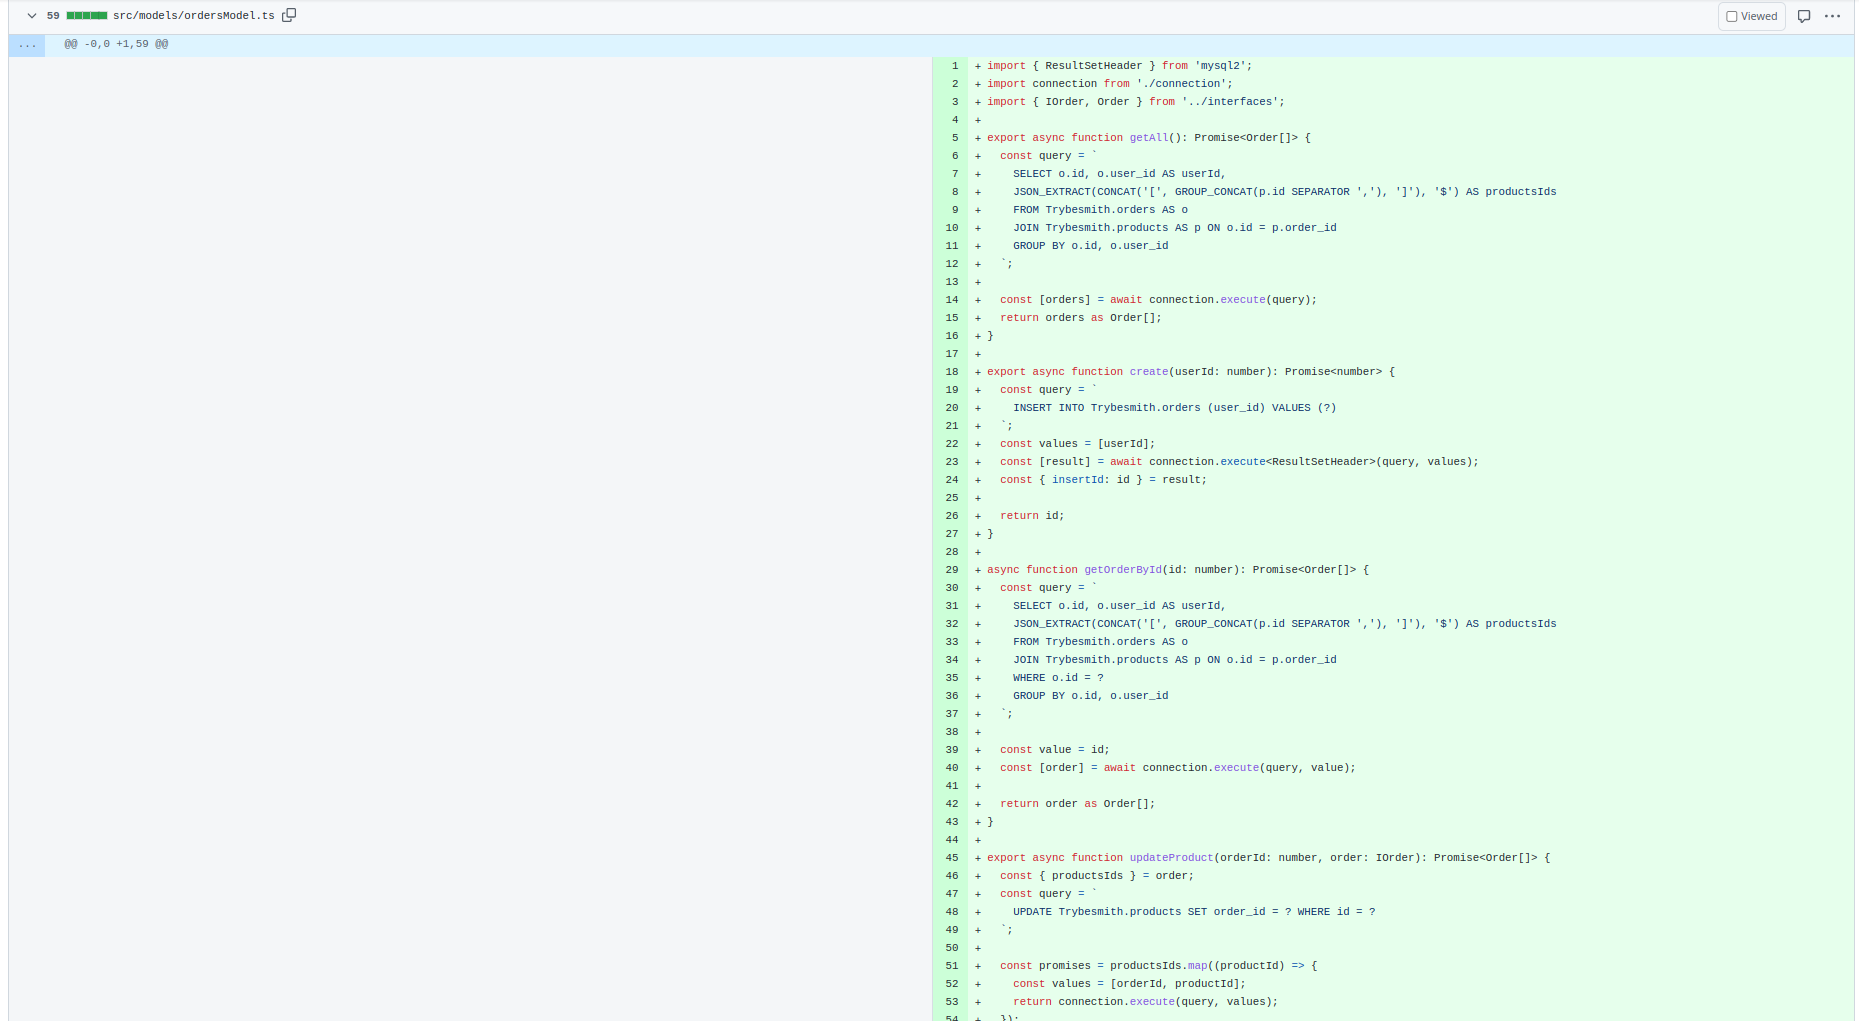 59 src/models/ordersModel.ts Viewed ...
... @@ -0,0 +1,59 @@
1 + import { ResultSetHeader } from 'mysql2';
2 + import connection from './connection';
3 + import { IOrder, Order } from '../interfaces';
4 +
5 + export async function getAll(): Promise<Order[]> {
6 +   const query = `
7 +     SELECT o.id, o.user_id AS userId,
8 +     JSON_EXTRACT(CONCAT('[', GROUP_CONCAT(p.id SEPARATOR ','), ']'), '$') AS productsIds
9 +     FROM Trybesmith.orders AS o
10 +     JOIN Trybesmith.products AS p ON o.id = p.order_id
11 +     GROUP BY o.id, o.user_id
12 +   `;
13 +
14 +   const [orders] = await connection.execute(query);
15 +   return orders as Order[];
16 + }
17 +
18 + export async function create(userId: number): Promise<number> {
19 +   const query = `
20 +     INSERT INTO Trybesmith.orders (user_id) VALUES (?)
21 +   `;
22 +   const values = [userId];
23 +   const [result] = await connection.execute<ResultSetHeader>(query, values);
24 +   const { insertId: id } = result;
25 +
26 +   return id;
27 + }
28 +
29 + async function getOrderById(id: number): Promise<Order[]> {
30 +   const query = `
31 +     SELECT o.id, o.user_id AS userId,
32 +     JSON_EXTRACT(CONCAT('[', GROUP_CONCAT(p.id SEPARATOR ','), ']'), '$') AS productsIds
33 +     FROM Trybesmith.orders AS o
34 +     JOIN Trybesmith.products AS p ON o.id = p.order_id
35 +     WHERE o.id = ?
36 +     GROUP BY o.id, o.user_id
37 +   `;
38 +
39 +   const value = id;
40 +   const [order] = await connection.execute(query, value);
41 +
42 +   return order as Order[];
43 + }
44 +
45 + export async function updateProduct(orderId: number, order: IOrder): Promise<Order[]> {
46 +   const { productsIds } = order;
47 +   const query = `
48 +     UPDATE Trybesmith.products SET order_id = ? WHERE id = ?
49 +   `;
50 +
51 +   const promises = productsIds.map((productId) => {
52 +     const values = [orderId, productId];
53 +     return connection.execute(query, values);
54 +   });